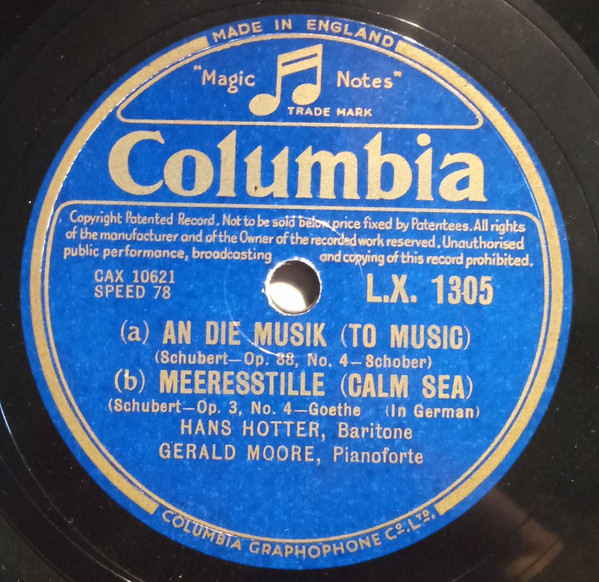 MADE IN ENGLAND
"Magic Notes"
TRADE MARK
Columbia
Copyright Patented Record. Not to be sold below price fixed by Patentees. All rights
of the manufacturer and of the Owner of the recorded work reserved. Unauthorised
public performance, broadcasting and copying of this record prohibited.
CAX 10621
SPEED 78
L.X. 1305
(a) AN DIE MUSIK (TO MUSIC)
(Schubert—Op. 88, No. 4—Schober)
(b) MEERESSTILLE (CALM SEA)
(Schubert—Op. 3, No. 4—Goethe (In German)
HANS HOTTER, Baritone
GERALD MOORE, Pianoforte
COLUMBIA GRAPHOPHONE CO. LTD.